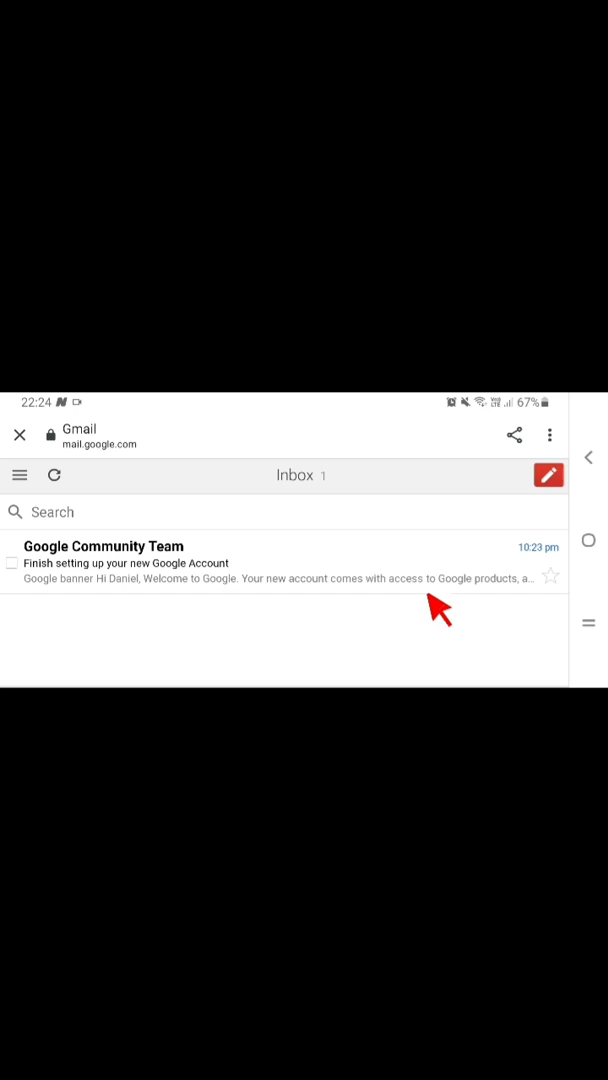 22:24 67%
Gmail
mail.google.com
Inbox 1
Search
Google Community Team 10:23 pm
Finish setting up your new Google Account
Google banner Hi Daniel, Welcome to Google. Your new account comes with access to Google products, a...